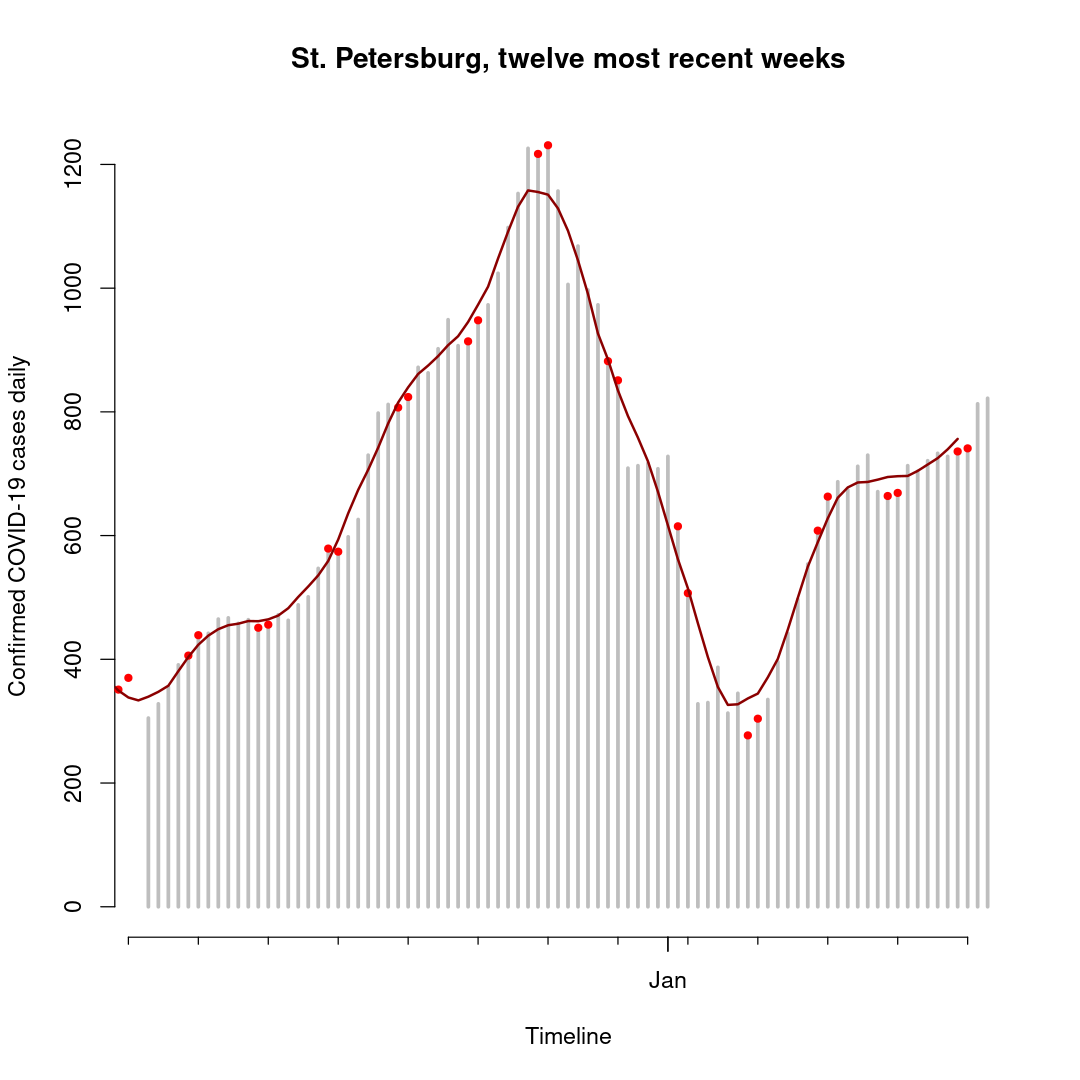 St. Petersburg, twelve most recent weeks
Confirmed COVID-19 cases daily
1200
1000
800
600
400
200
0
Jan
Timeline